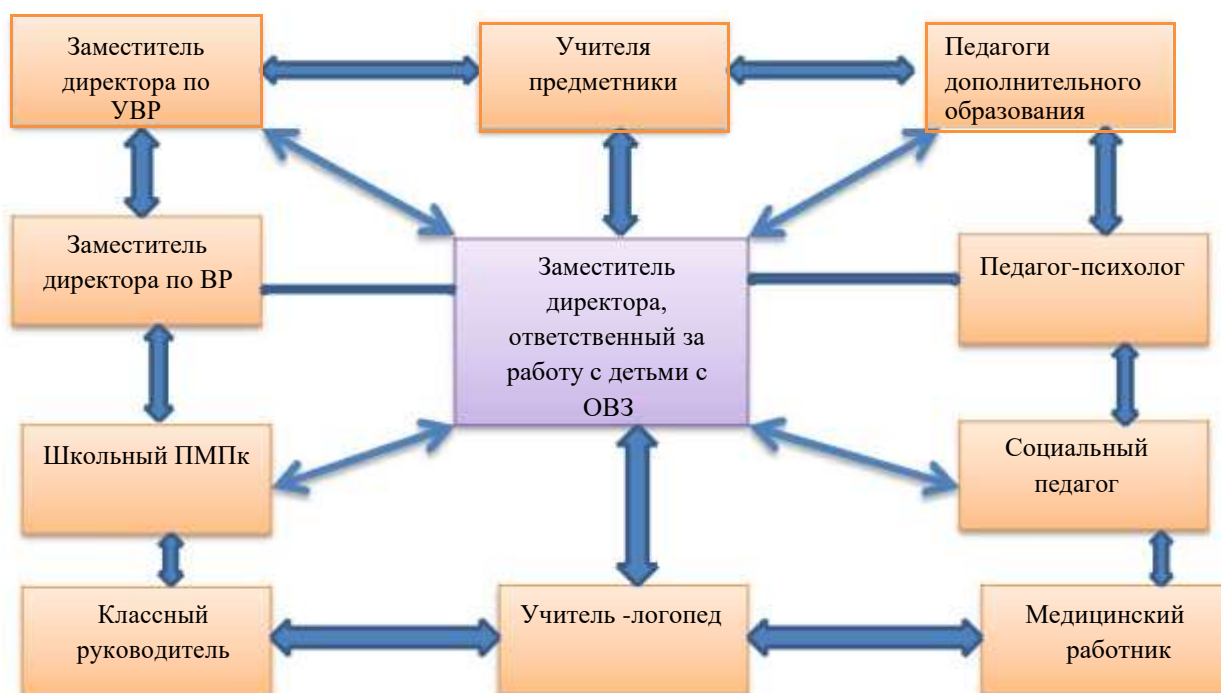 Заместитель
директора по
УВР
Учителя
предметники
Педагоги
дополнительного
образования
Заместитель
директора по ВР
Заместитель
директора,
ответственный за
работу с детьми с
ОВЗ
Педагог-психолог
Школьный ПМПк
Социальный
педагог
Классный
руководитель
Учитель -логопед
Медицинский
работник